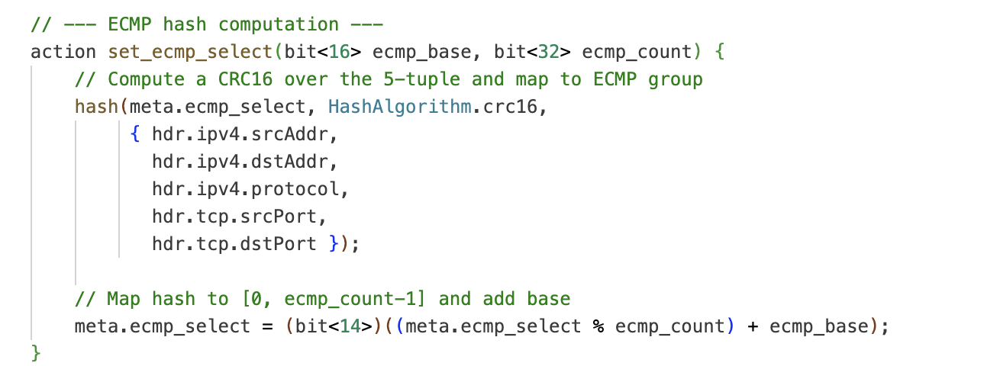 // --- ECMP hash computation ---
action set_ecmp_select(bit<16> ecmp_base, bit<32> ecmp_count) {
    // Compute a CRC16 over the 5-tuple and map to ECMP group
    hash(meta.ecmp_select, HashAlgorithm.crc16,
         { hdr.ipv4.srcAddr,
           hdr.ipv4.dstAddr,
           hdr.ipv4.protocol,
           hdr.tcp.srcPort,
           hdr.tcp.dstPort });

    // Map hash to [0, ecmp_count-1] and add base
    meta.ecmp_select = (bit<14>)((meta.ecmp_select % ecmp_count) + ecmp_base);
}